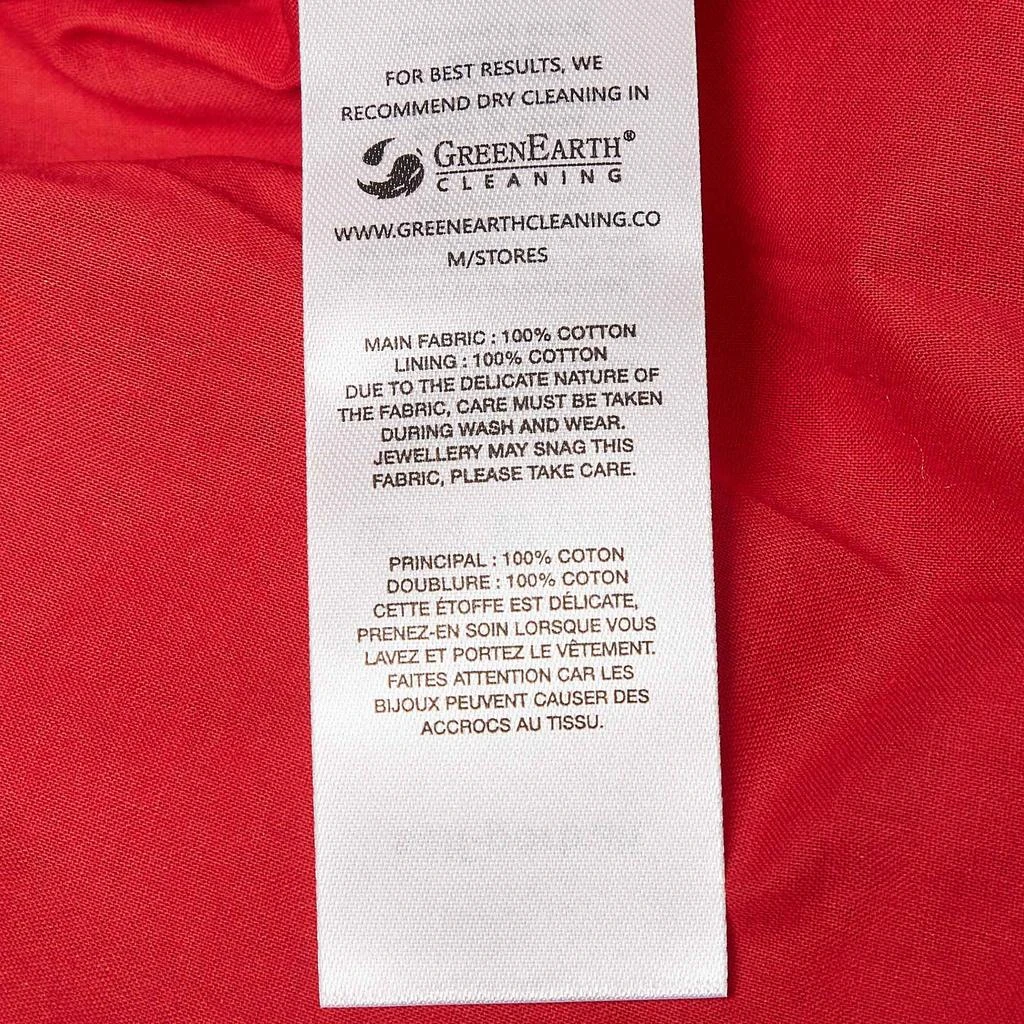 FOR BEST RESULTS, WE
RECOMMEND DRY CLEANING IN
GREENEARTH®
CLEANING
WWW.GREENEARTHCLEANING.CO
M/STORES
MAIN FABRIC : 100% COTTON
LINING : 100% COTTON
DUE TO THE DELICATE NATURE OF
THE FABRIC, CARE MUST BE TAKEN
DURING WASH AND WEAR.
JEWELLERY MAY SNAG THIS
FABRIC, PLEASE TAKE CARE.
PRINCIPAL : 100% COTON
DOUBLURE : 100% COTON
CETTE ÉTOFFE EST DÉLICATE,
PRENEZ-EN SOIN LORSQUE VOUS
LAVEZ ET PORTEZ LE VÊTEMENT.
FAITES ATTENTION CAR LES
BIJOUX PEUVENT CAUSER DES
ACCROCS AU TISSU.